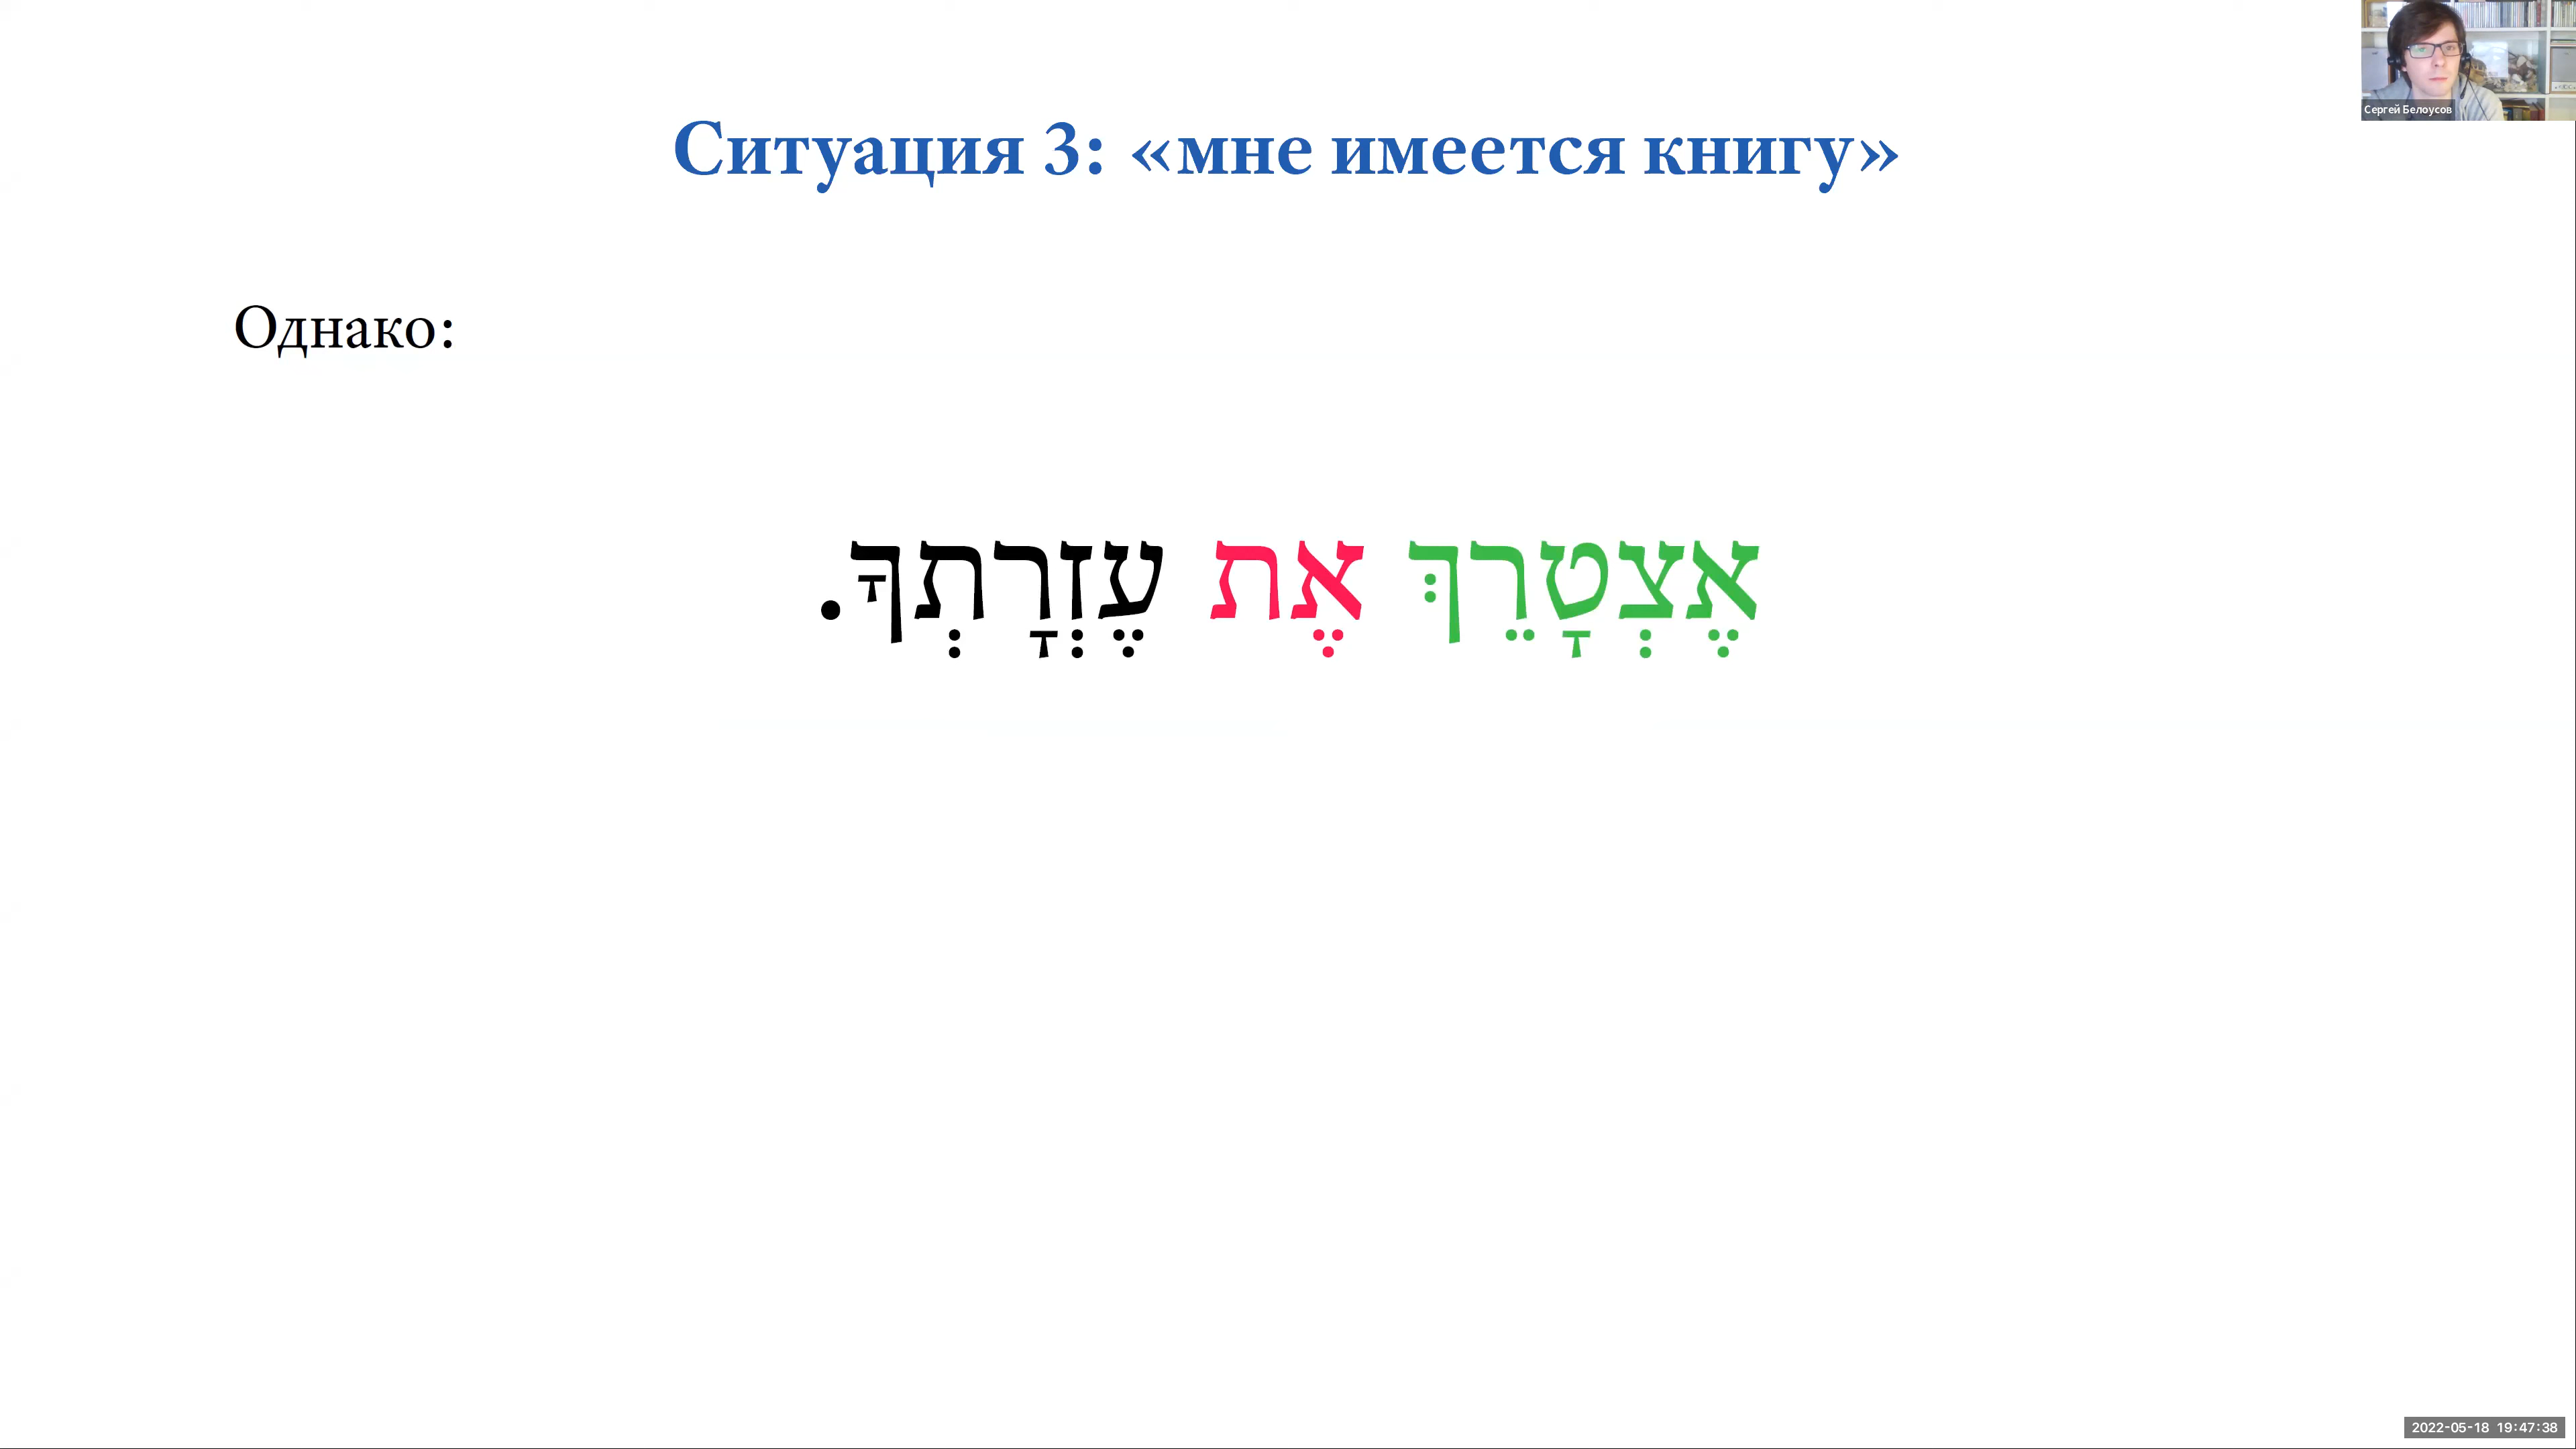 Сергей Белоусов
Ситуация 3: «мне имеется книгу»
Однако:
אֶצְטָרֵךְ אֶת עֶזְרָתְךָ.
2022-05-18 19:47:38